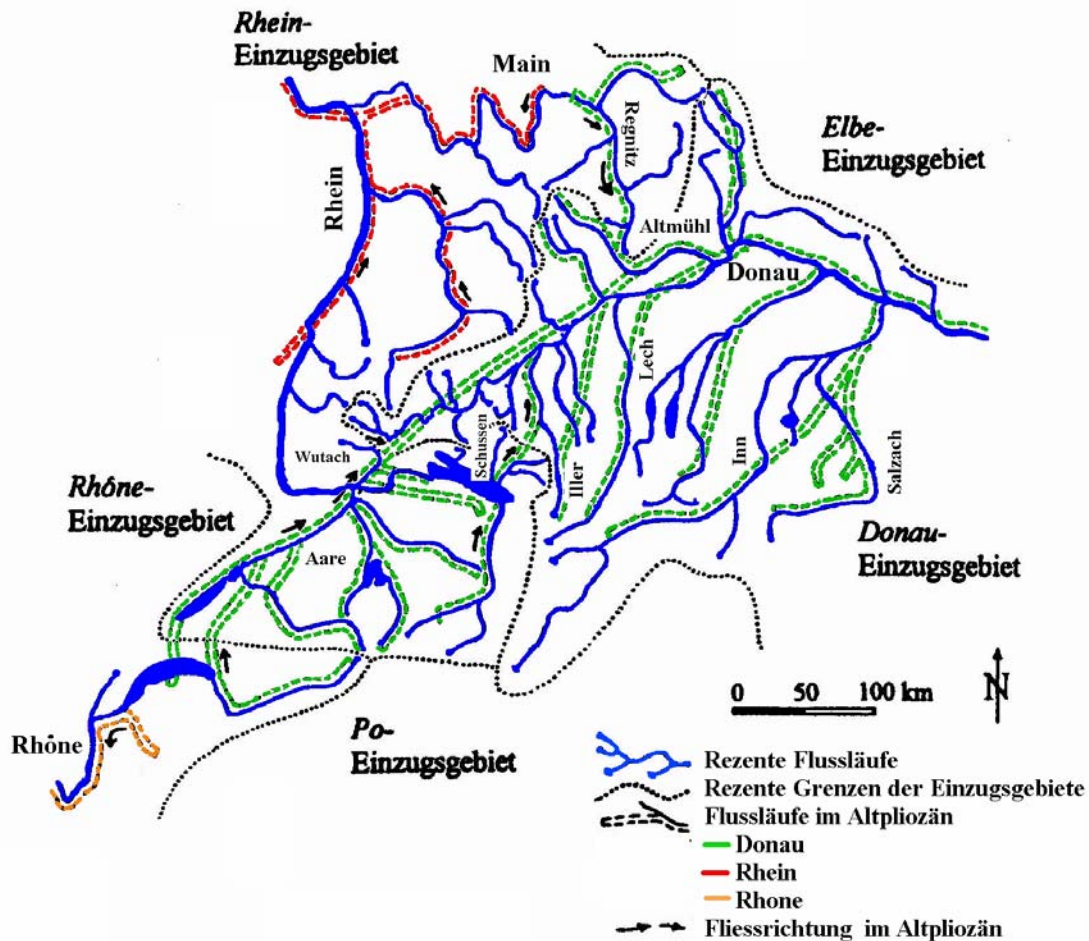 Rhein-
Einzugsgebiet
Main
Regnitz
Elbe-
Einzugsgebiet
Rhein
Altmühl
Donau
Lech
Schussen
Wutach
Iller
Inn
Salzach
Rhône-
Einzugsgebiet
Aare
Donau-
Einzugsgebiet
0 50 100 km
N
Rhône
Po-
Einzugsgebiet
Rezente Flussläufe
Rezente Grenzen der Einzugsgebiete
Flussläufe im Altpliozän
Donau
Rhein
Rhone
Fliessrichtung im Altpliozän